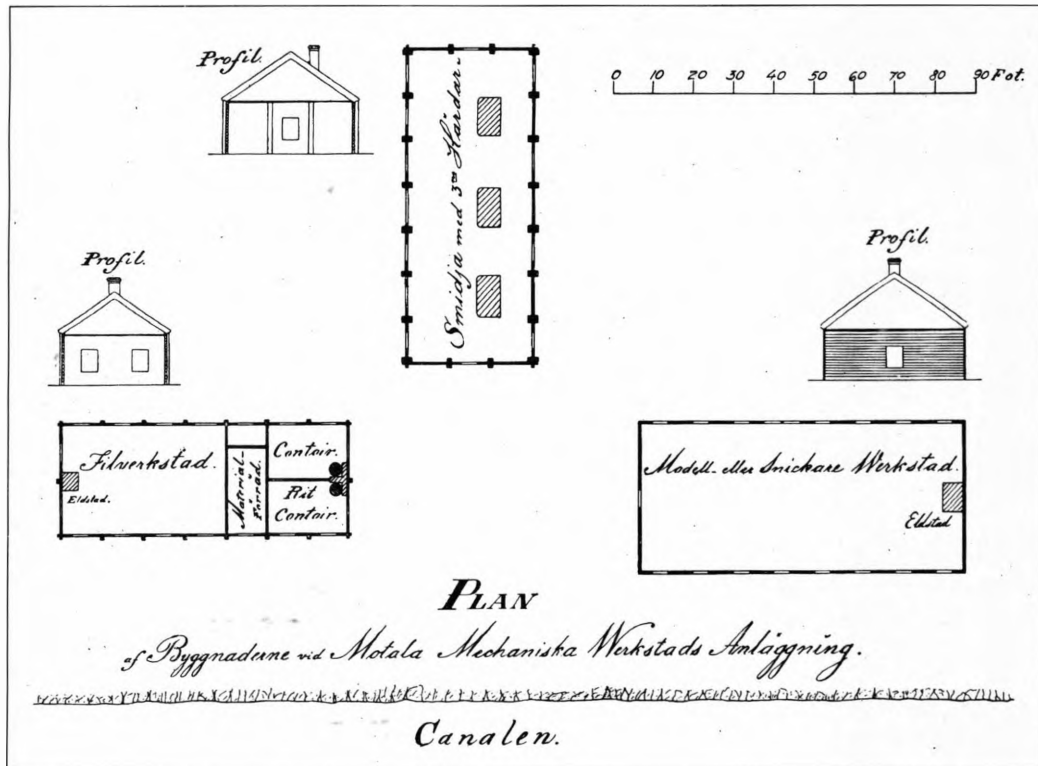 Profil.
Smidja med 3ne Härdar.
0 10 20 30 40 50 60 70 80 90 Fot.
Profil.
Profil.
Filverkstad.
Eldstad.
Material-
Förråd.
Contoir.
Rit
Contoir.
Modell- eller Snickare Werkstad.
Eldstad
PLAN
af Byggnaderne vid Motala Mechaniska Werkstads Anläggning.
Canalen.